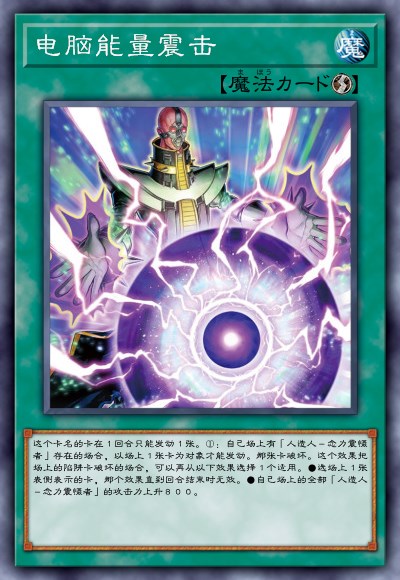 电脑能量震击
魔
【魔法カード】
まほう
这个卡名的卡在1回合只能发动1张。①：自己场上有「人造人－念力震慑
者」存在的场合，以场上1张卡为对象才能发动。那张卡破坏。这个效果把
场上的陷阱卡破坏的场合，可以再从以下效果选择1个适用。●选场上1张
表侧表示的卡，那个效果直到回合结束时无效。●自己场上的全部「人造人
－念力震慑者」的攻击力上升８００。